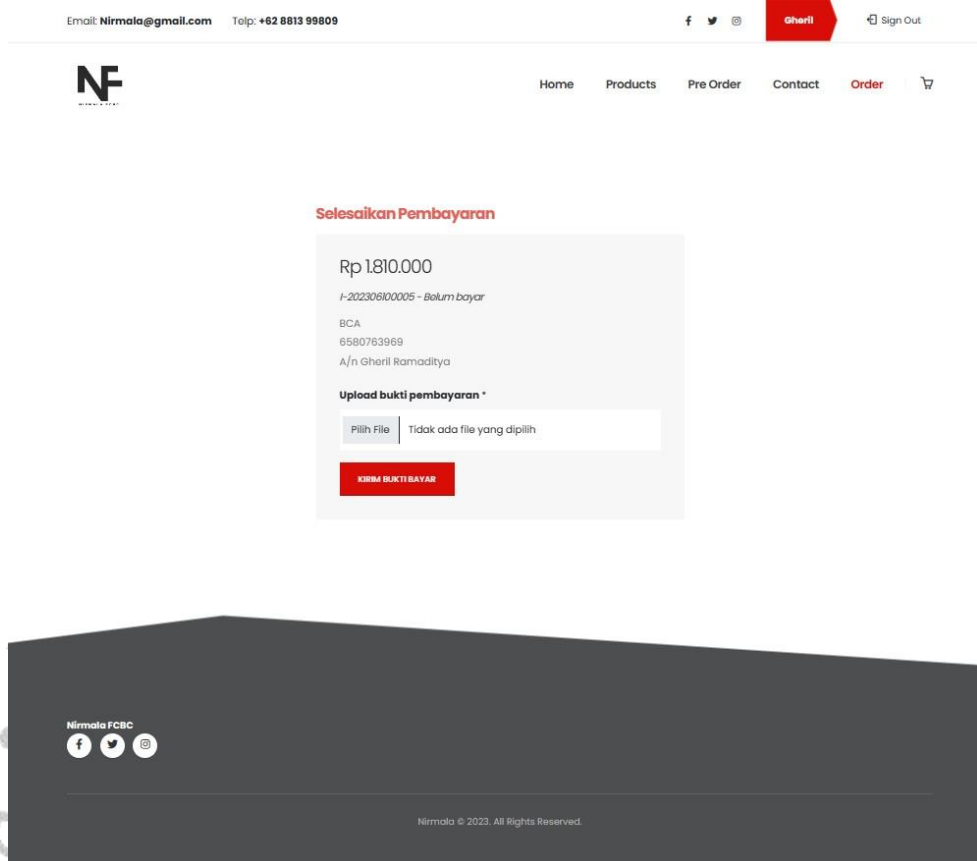 Email: Nirmala@gmail.com Telp: +62 8813 99809 Gheril Sign Out
NF
Home Products Pre Order Contact Order
Selesaikan Pembayaran
Rp 1.810.000
I-202306100005 - Belum bayar
BCA
6580763969
A/n Gheril Ramaditya
Upload bukti pembayaran *
Pilih File Tidak ada file yang dipilih
KIRIM BUKTI BAYAR
Nirmala FCBC
Nirmala © 2023. All Rights Reserved.